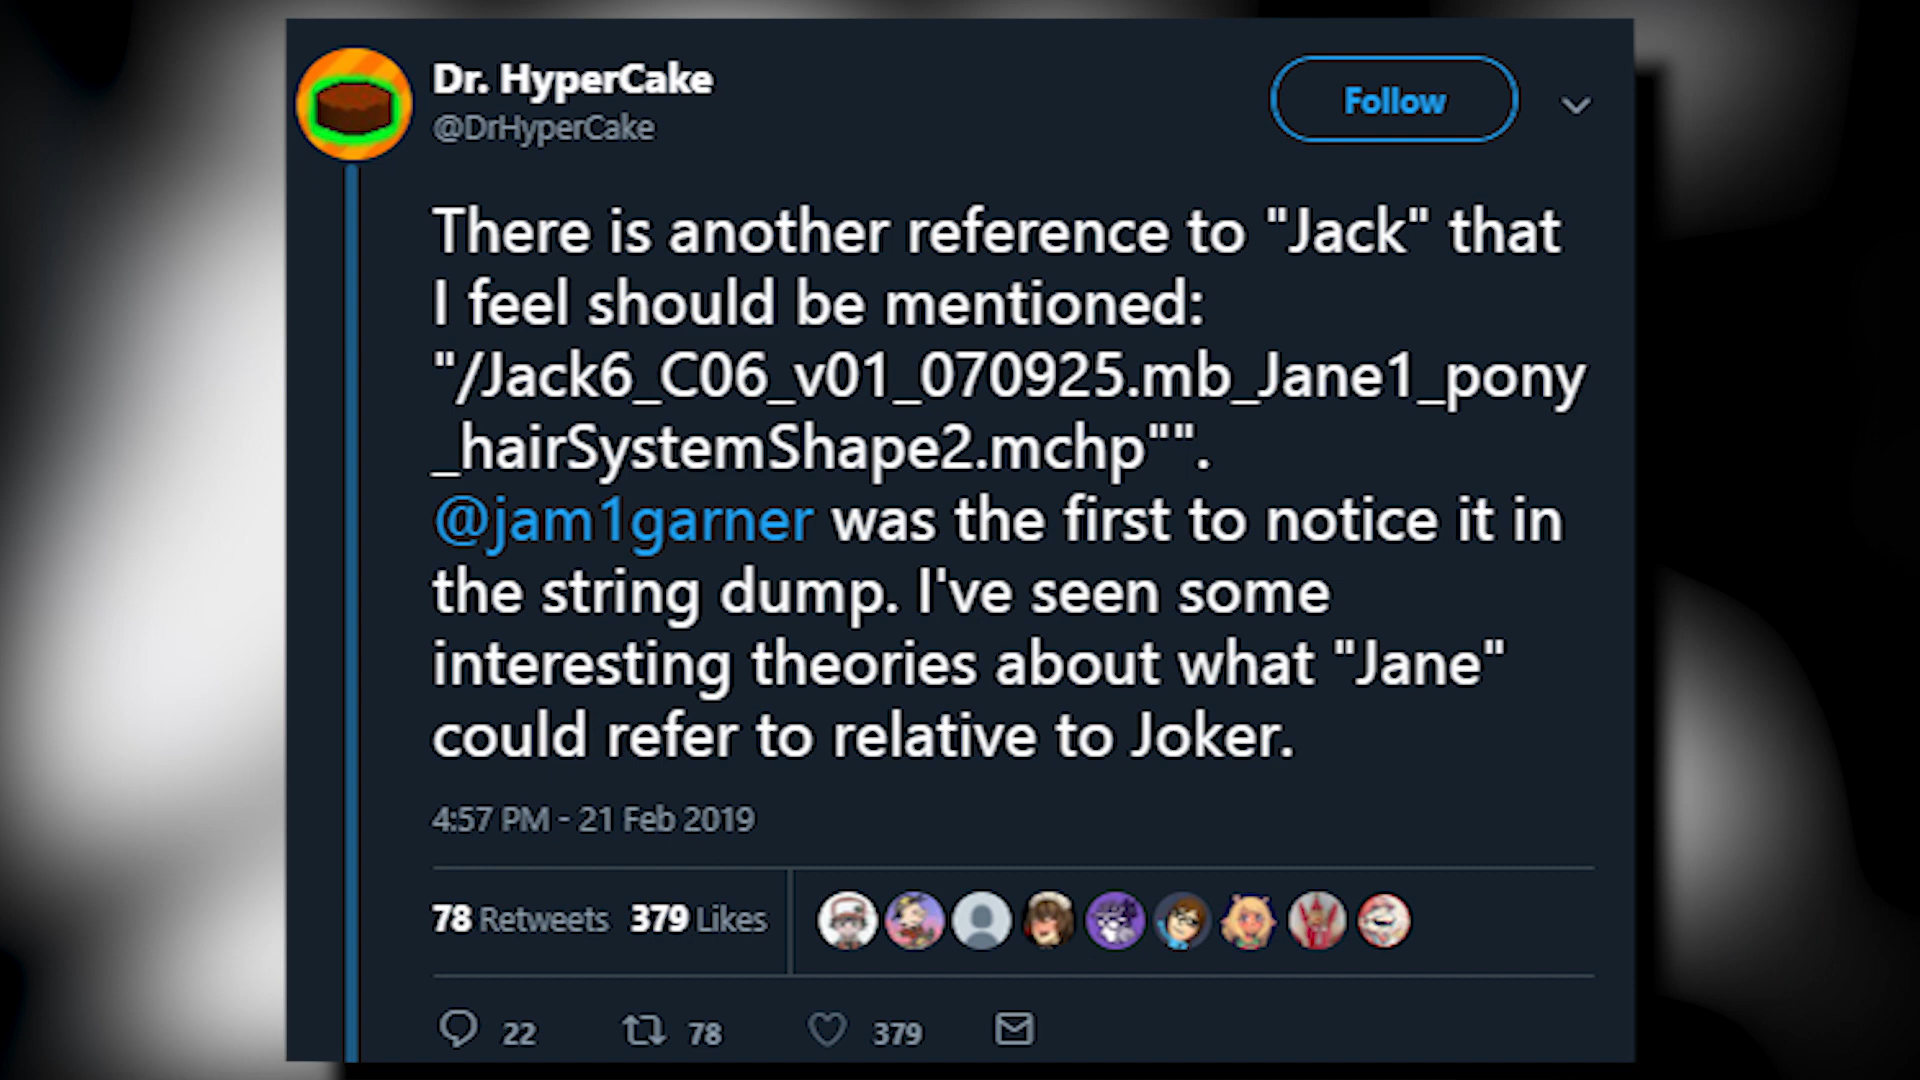 Dr. HyperCake
@DrHyperCake
Follow
There is another reference to "Jack" that
I feel should be mentioned:
"/Jack6_C06_v01_070925.mb_Jane1_pony
_hairSystemShape2.mchp"".
@jam1garner was the first to notice it in
the string dump. I've seen some
interesting theories about what "Jane"
could refer to relative to Joker.
4:57 PM - 21 Feb 2019
78 Retweets 379 Likes
22 78 379